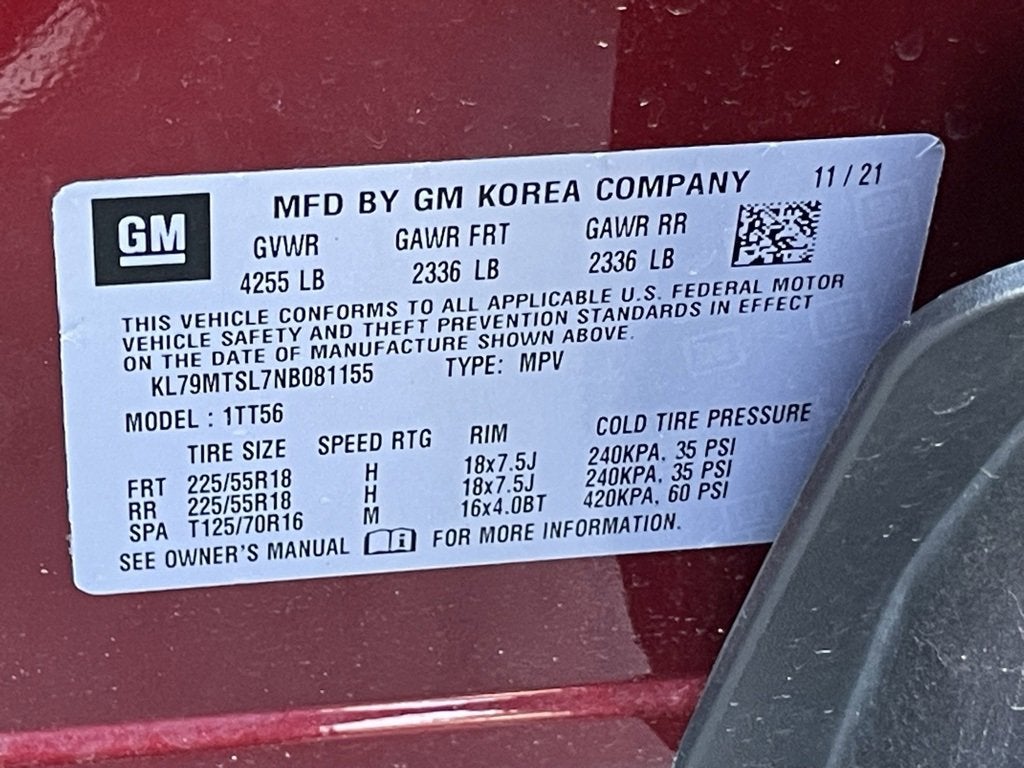 GM
MFD BY GM KOREA COMPANY 11 / 21
GVWR GAWR FRT GAWR RR
4255 LB 2336 LB 2336 LB
THIS VEHICLE CONFORMS TO ALL APPLICABLE U.S. FEDERAL MOTOR
VEHICLE SAFETY AND THEFT PREVENTION STANDARDS IN EFFECT
ON THE DATE OF MANUFACTURE SHOWN ABOVE.
KL79MTSL7NB081155 TYPE: MPV
MODEL : 1TT56
TIRE SIZE SPEED RTG RIM COLD TIRE PRESSURE
FRT 225/55R18 H 18x7.5J 240KPA, 35 PSI
RR 225/55R18 H 18x7.5J 240KPA, 35 PSI
SPA T125/70R16 M 16x4.0BT 420KPA, 60 PSI
SEE OWNER'S MANUAL i FOR MORE INFORMATION.